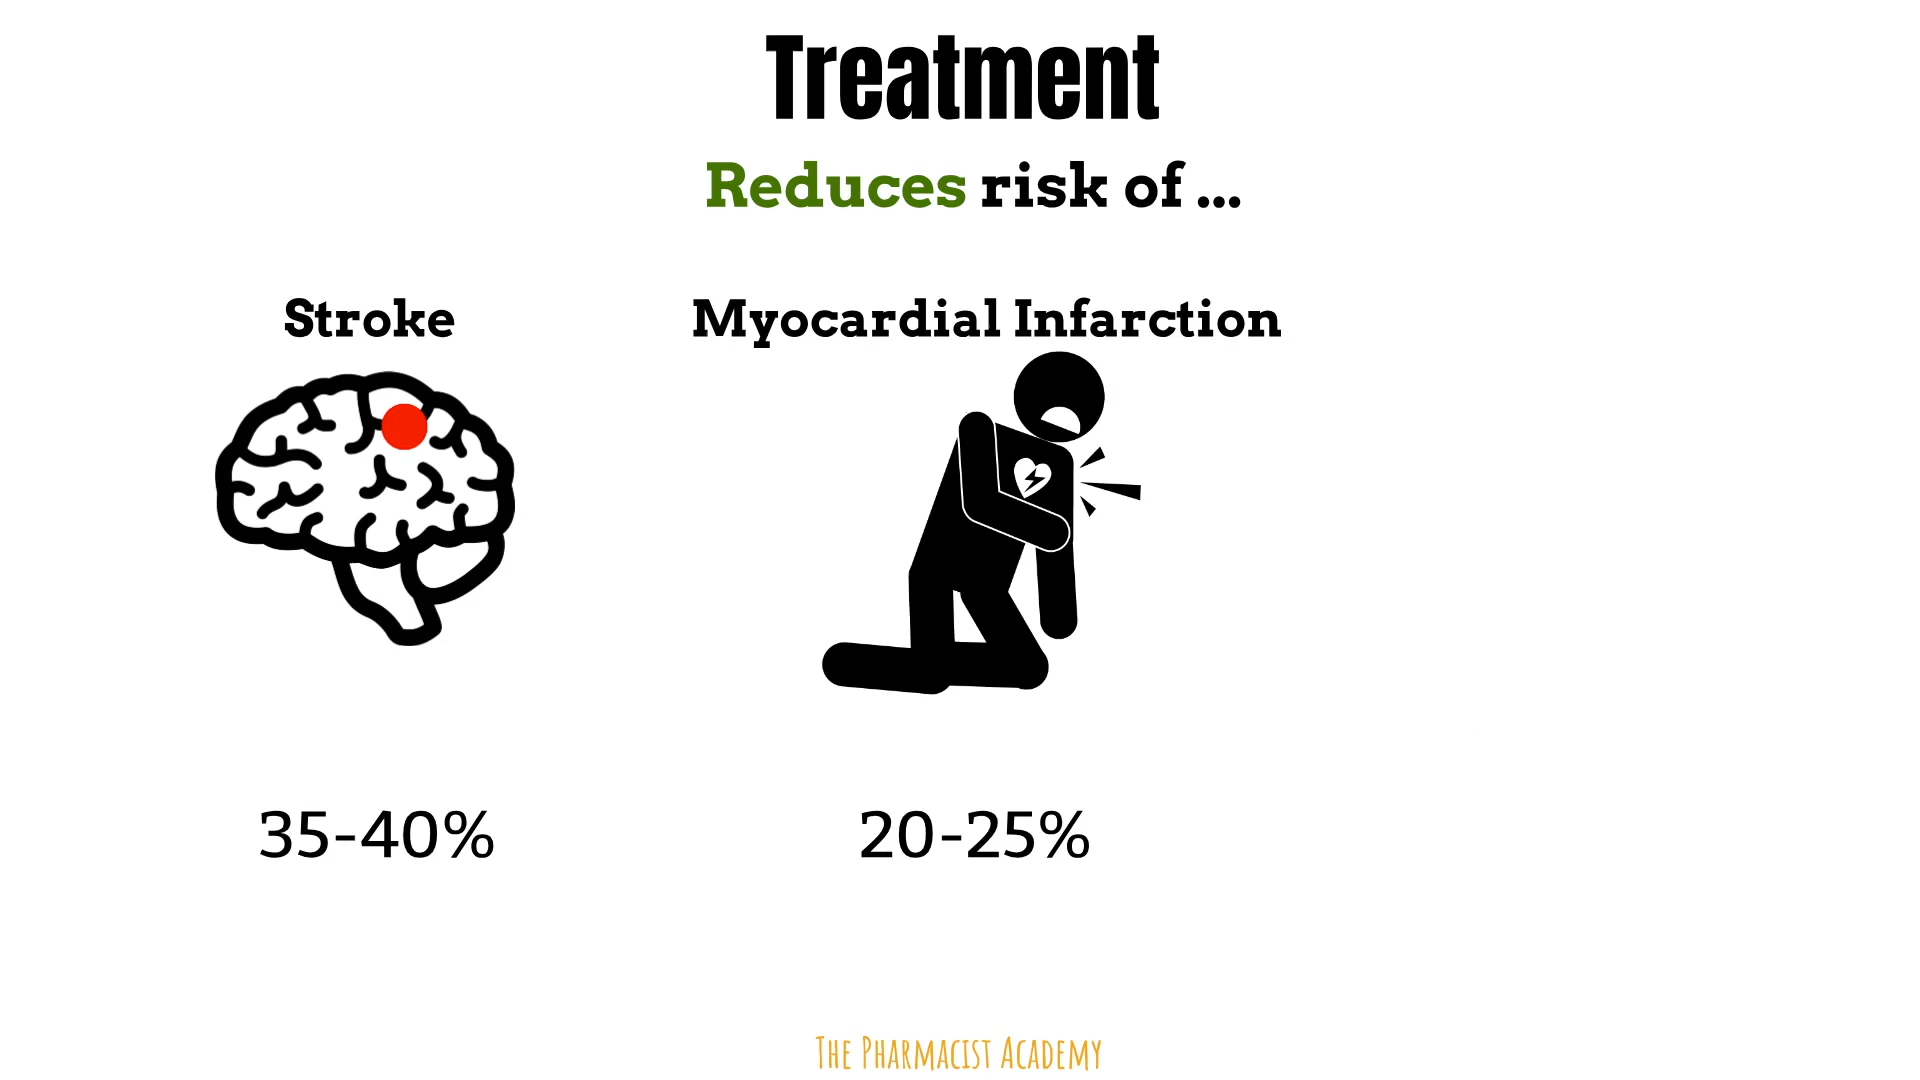 Treatment
Reduces risk of ...
Stroke
Myocardial Infarction
35-40%
20-25%
The Pharmacist Academy